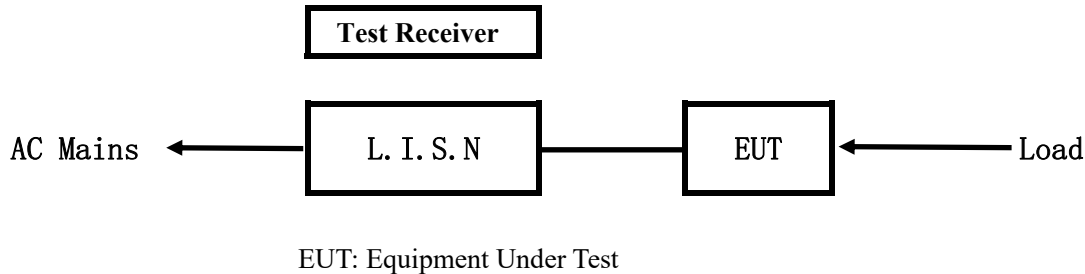 Test Receiver
AC Mains L.I.S.N EUT Load
EUT: Equipment Under Test